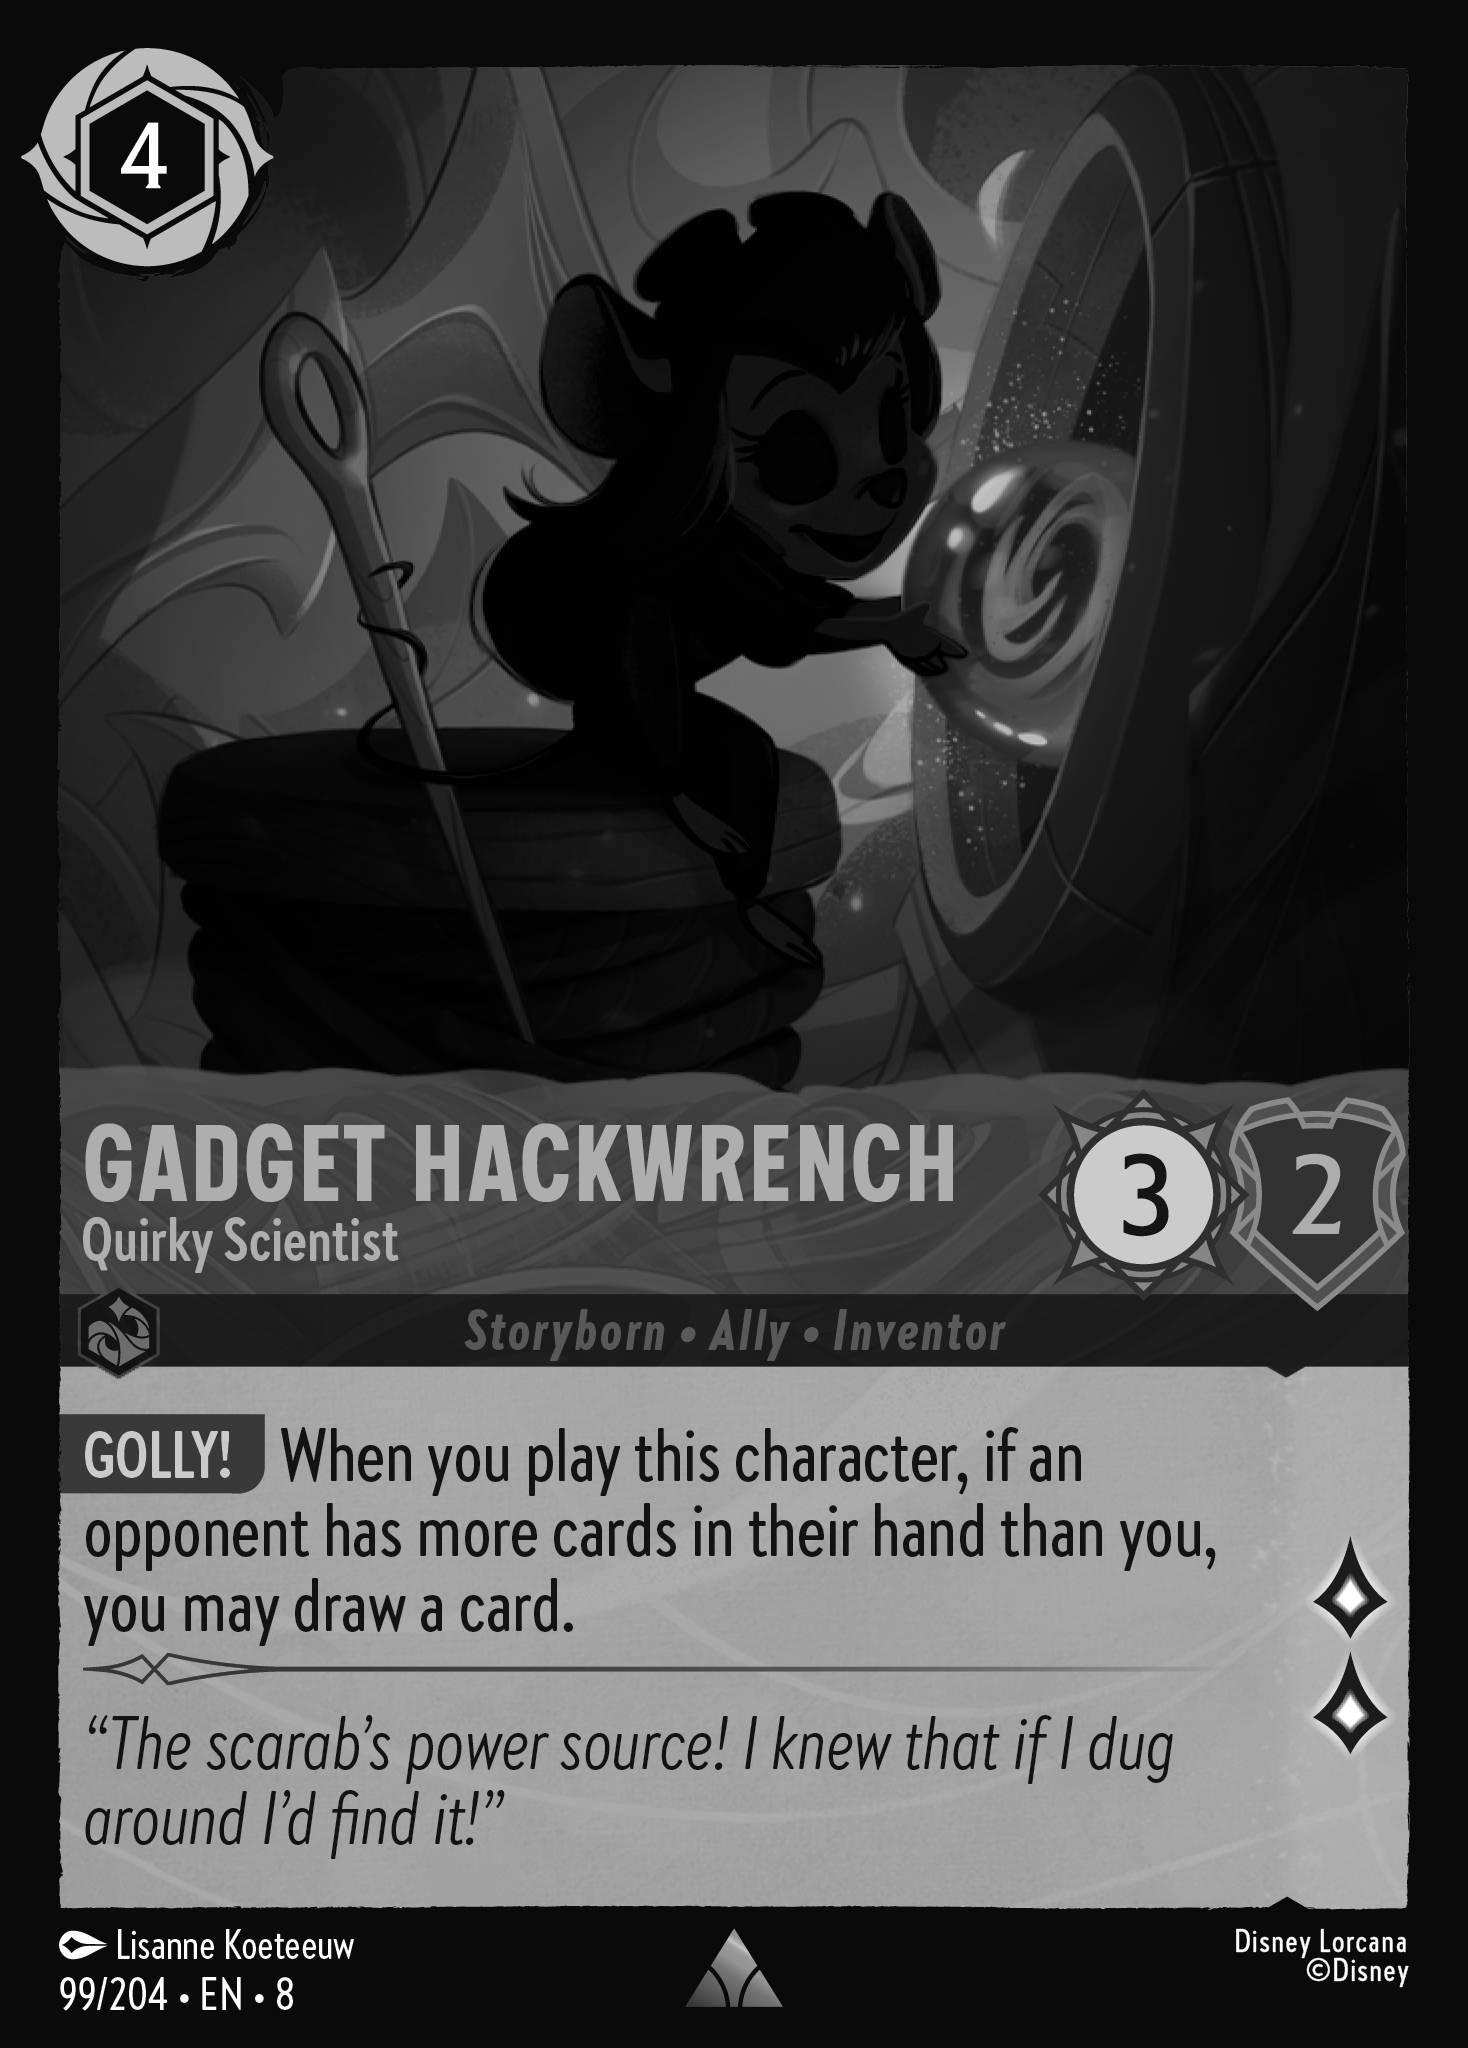 4
GADGET HACKWRENCH
Quirky Scientist
3
2
Storyborn • Ally • Inventor
GOLLY! When you play this character, if an
opponent has more cards in their hand than you,
you may draw a card.
“The scarab’s power source! I knew that if I dug
around I’d find it!”
Lisanne Koeteeuw
99/204 • EN • 8
Disney Lorcana
©Disney